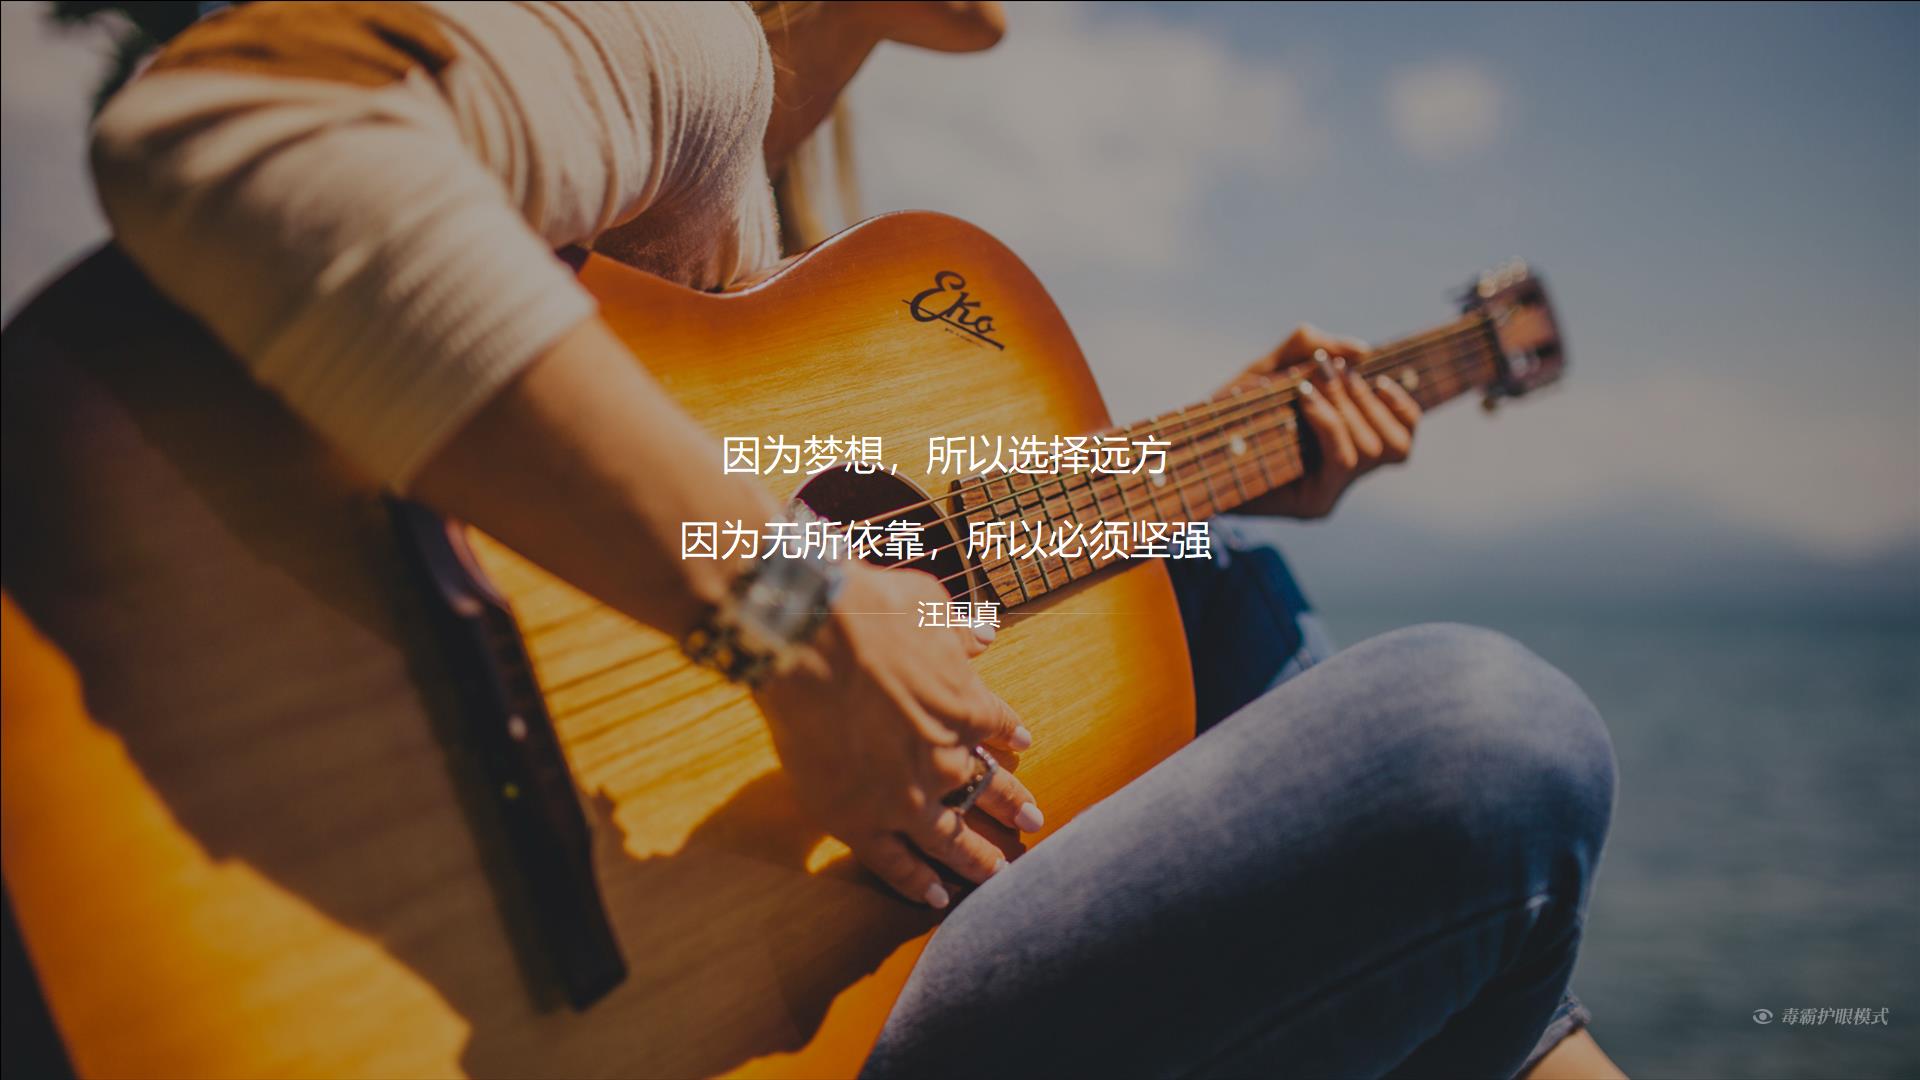 Eko
因为梦想，所以选择远方
因为无所依靠，所以必须坚强
汪国真
毒霸护眼模式